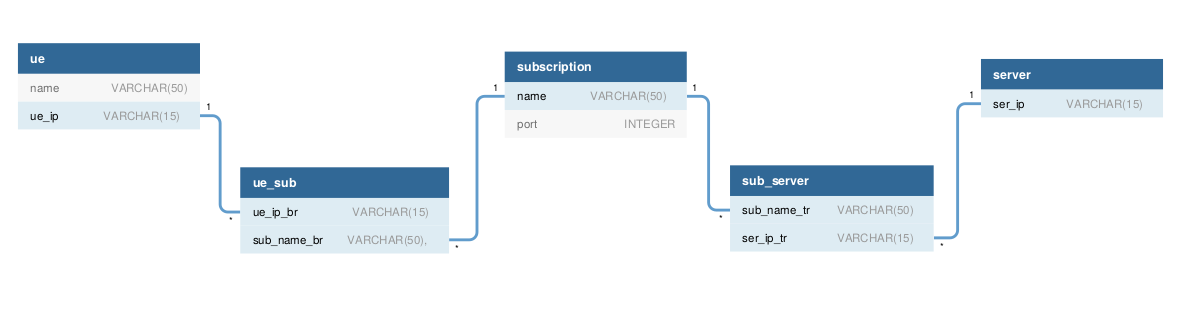 ue
name VARCHAR(50)
ue_ip VARCHAR(15)
1
ue_sub
ue_ip_br VARCHAR(15)
sub_name_br VARCHAR(50),
*
*
subscription
name VARCHAR(50)
port INTEGER
1
1
sub_server
sub_name_tr VARCHAR(50)
ser_ip_tr VARCHAR(15)
*
*
server
ser_ip VARCHAR(15)
1